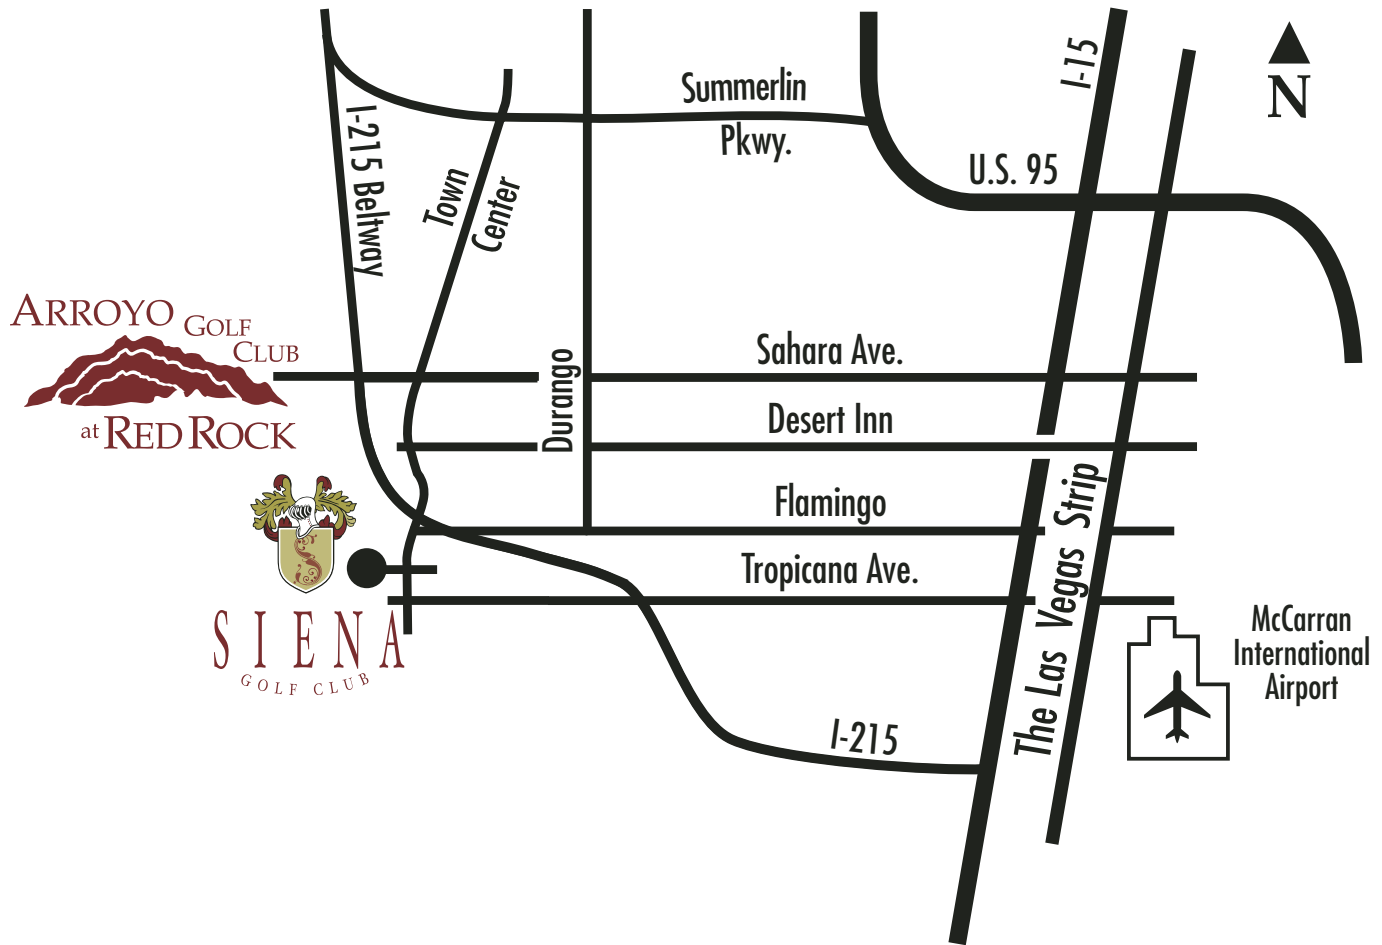 I-15
N
Summerlin
Pkwy.
U.S. 95
I-215 Beltway
Town
Center
ARROYO GOLF
CLUB
at RED ROCK
Durango
Sahara Ave.
Desert Inn
Flamingo
Tropicana Ave.
The Las Vegas Strip
S
SIENA
GOLF CLUB
McCarran
International
Airport
I-215